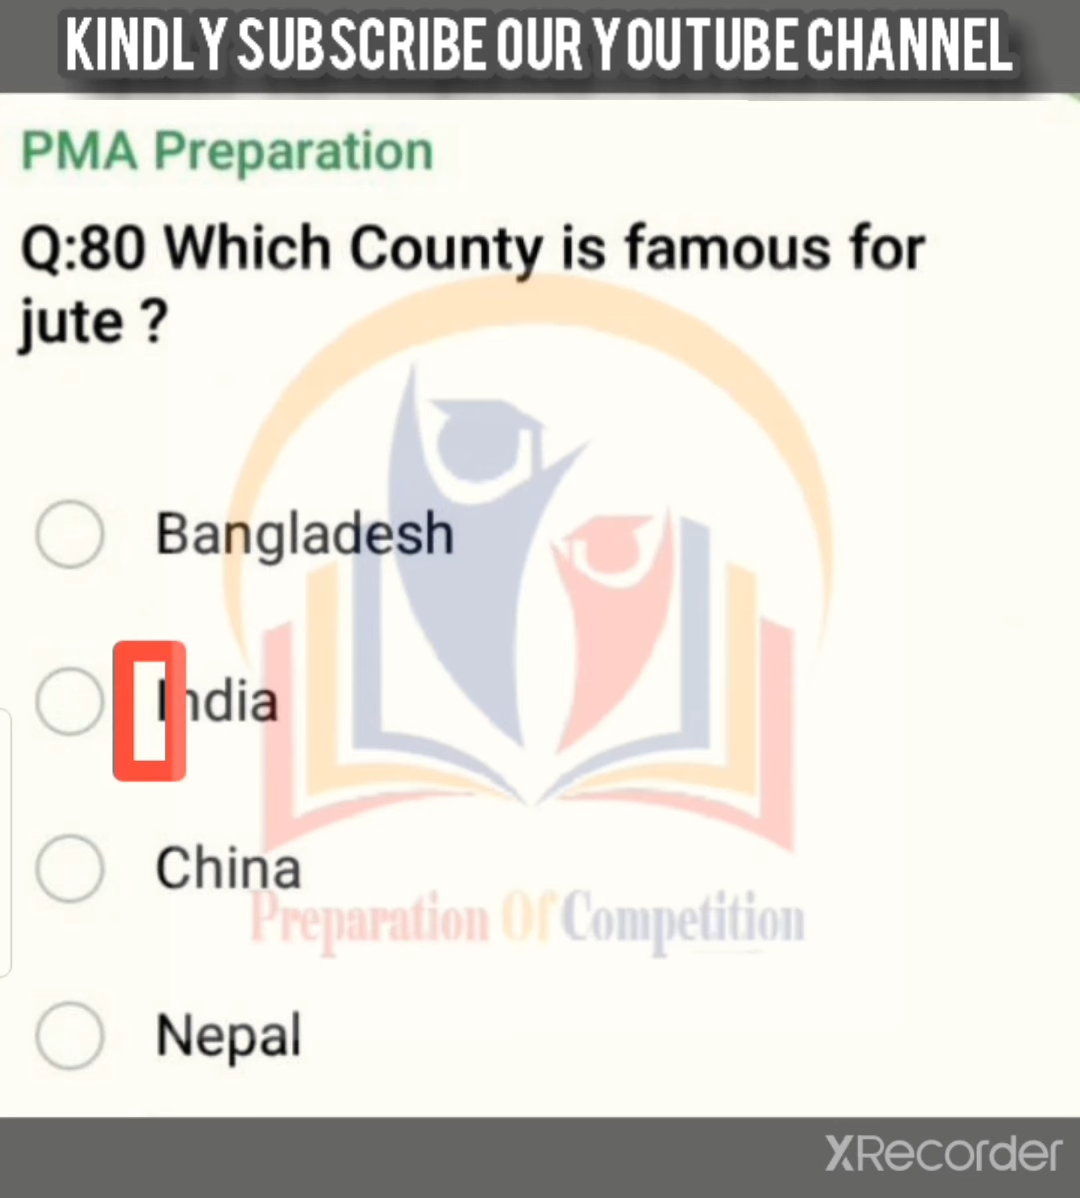 KINDLY SUBSCRIBE OUR YOUTUBE CHANNEL
PMA Preparation
Q:80 Which County is famous for
jute ?
Bangladesh
India
China
Preparation Of Competition
Nepal
XRecorder